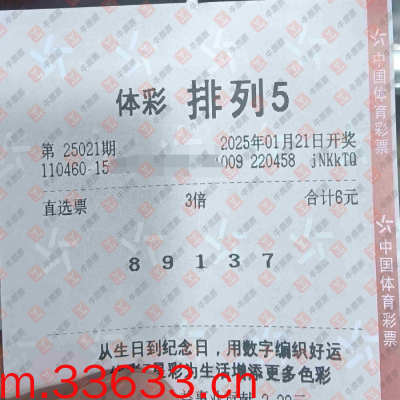 体彩 排列5
第 25021期 2025年01月21日开奖
110460-15 009 220458 jNKkTQ
直选票 3倍 合计6元
8 9 1 3 7
从生日到纪念日，用数字编织好运
彩为生活增添更多色彩
m.33633.com.cn
中国体育彩票
中国体育彩票